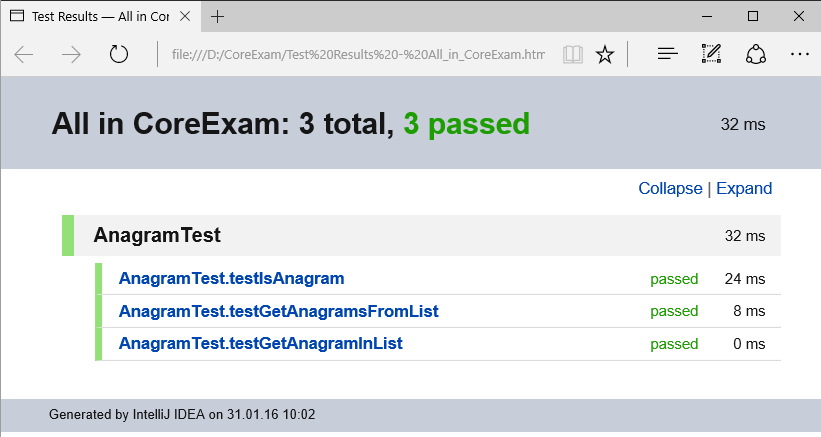 Test Results — All in Cor
file:///D:/CoreExam/Test%20Results%20-%20All_in_CoreExam.htm
All in CoreExam: 3 total, 3 passed 32 ms
Collapse | Expand
AnagramTest 32 ms
AnagramTest.testIsAnagram passed 24 ms
AnagramTest.testGetAnagramsFromList passed 8 ms
AnagramTest.testGetAnagramInList passed 0 ms
Generated by IntelliJ IDEA on 31.01.16 10:02